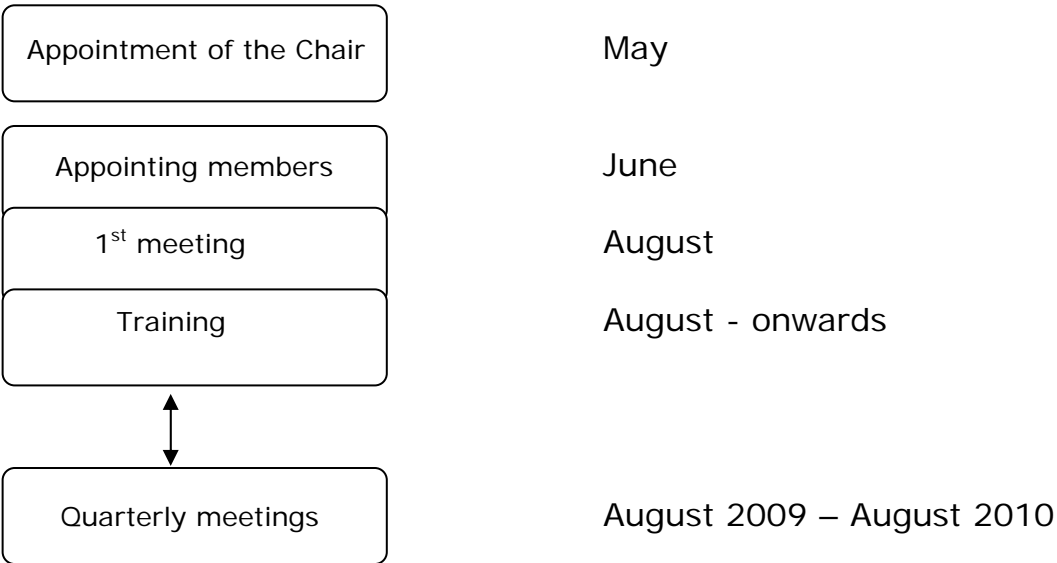 Appointment of the Chair May
Appointing members June
1st meeting August
Training August - onwards
Quarterly meetings August 2009 – August 2010